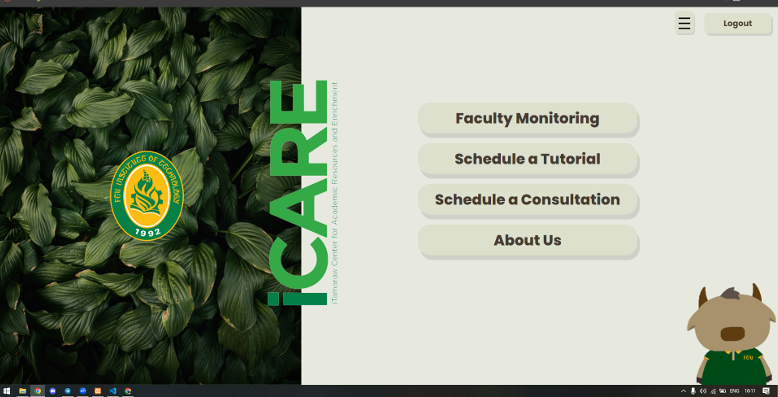 Logout
FEU INSTITUTE OF TECHNOLOGY
1992
iCARE
iTamaraw Center for Academic Resources and Enrichment
Faculty Monitoring
Schedule a Tutorial
Schedule a Consultation
About Us
FEU
ENG
16:11